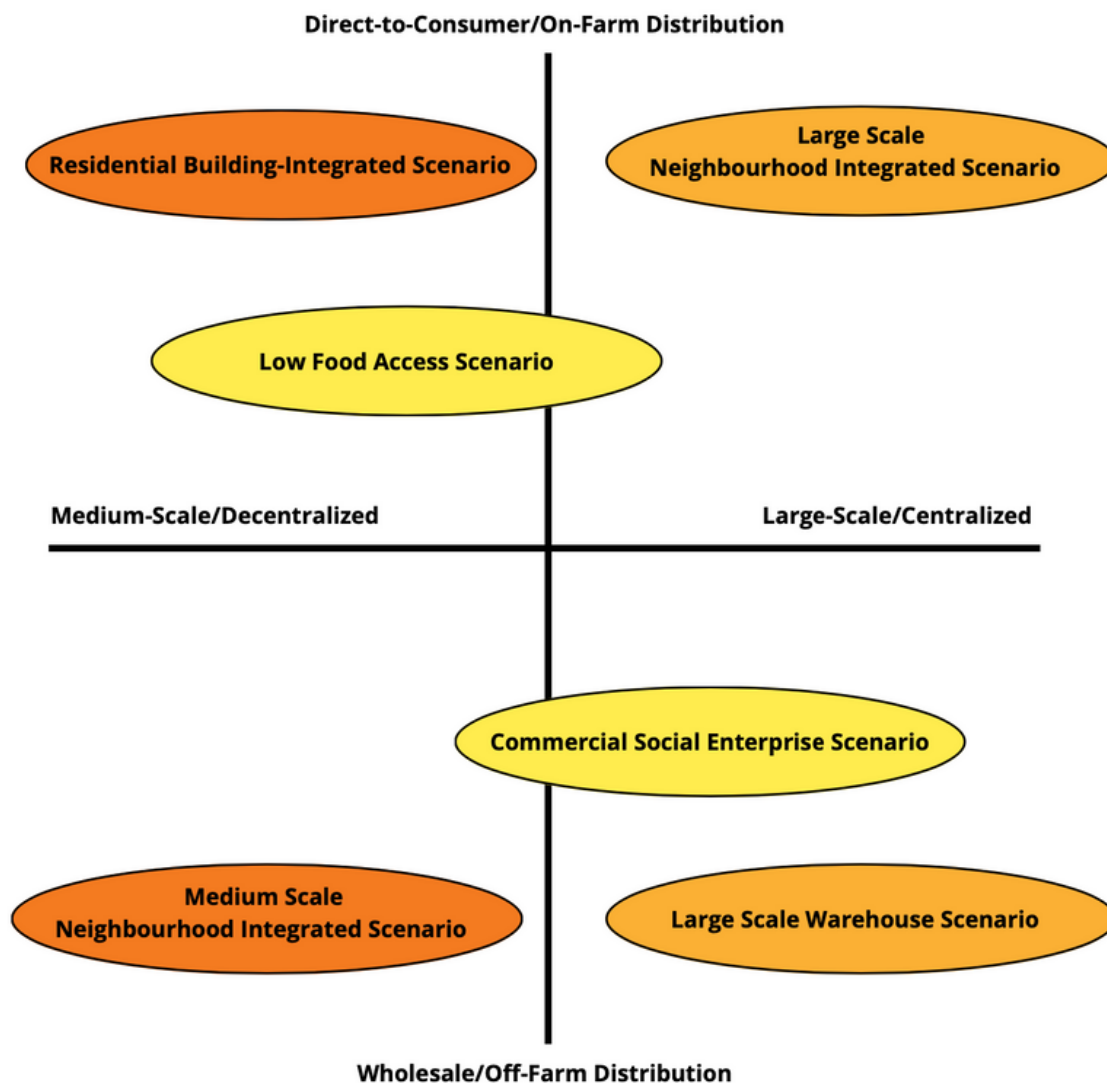 Direct-to-Consumer/On-Farm Distribution
Residential Building-Integrated Scenario
Large Scale
Neighbourhood Integrated Scenario
Low Food Access Scenario
Medium-Scale/Decentralized
Large-Scale/Centralized
Commercial Social Enterprise Scenario
Medium Scale
Neighbourhood Integrated Scenario
Large Scale Warehouse Scenario
Wholesale/Off-Farm Distribution